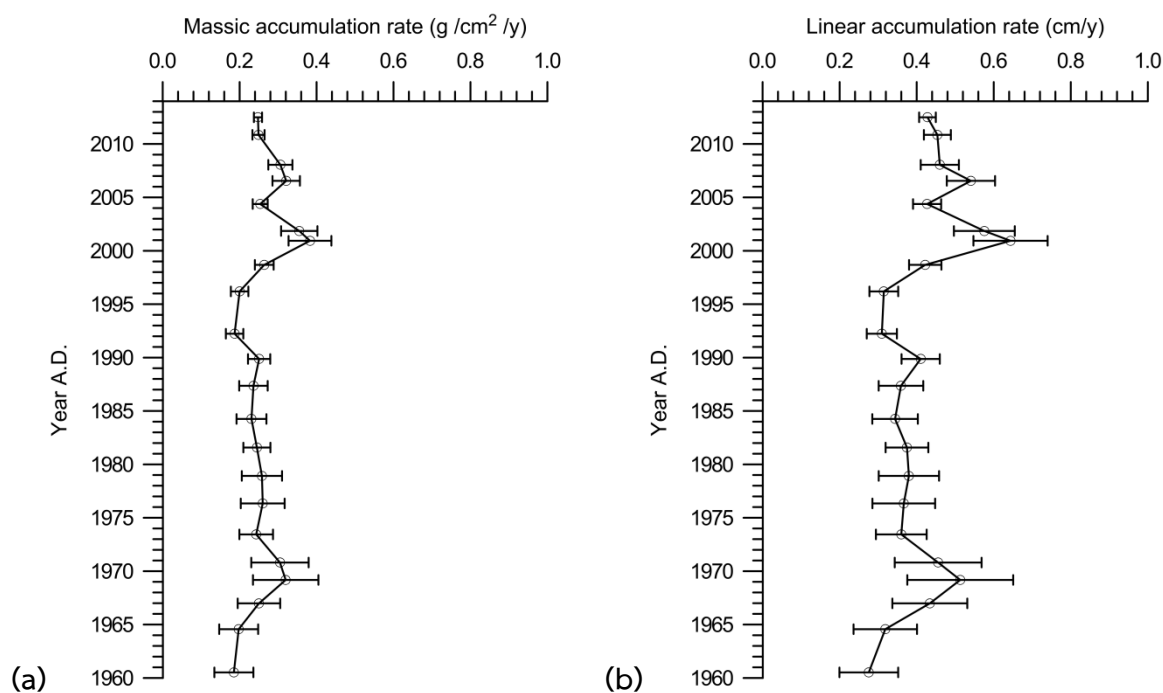 Massic accumulation rate (g /cm² /y)
0.0 0.2 0.4 0.6 0.8 1.0
Year A.D.
2010
2005
2000
1995
1990
1985
1980
1975
1970
1965
1960
(a)
Linear accumulation rate (cm/y)
0.0 0.2 0.4 0.6 0.8 1.0
Year A.D.
2010
2005
2000
1995
1990
1985
1980
1975
1970
1965
1960
(b)